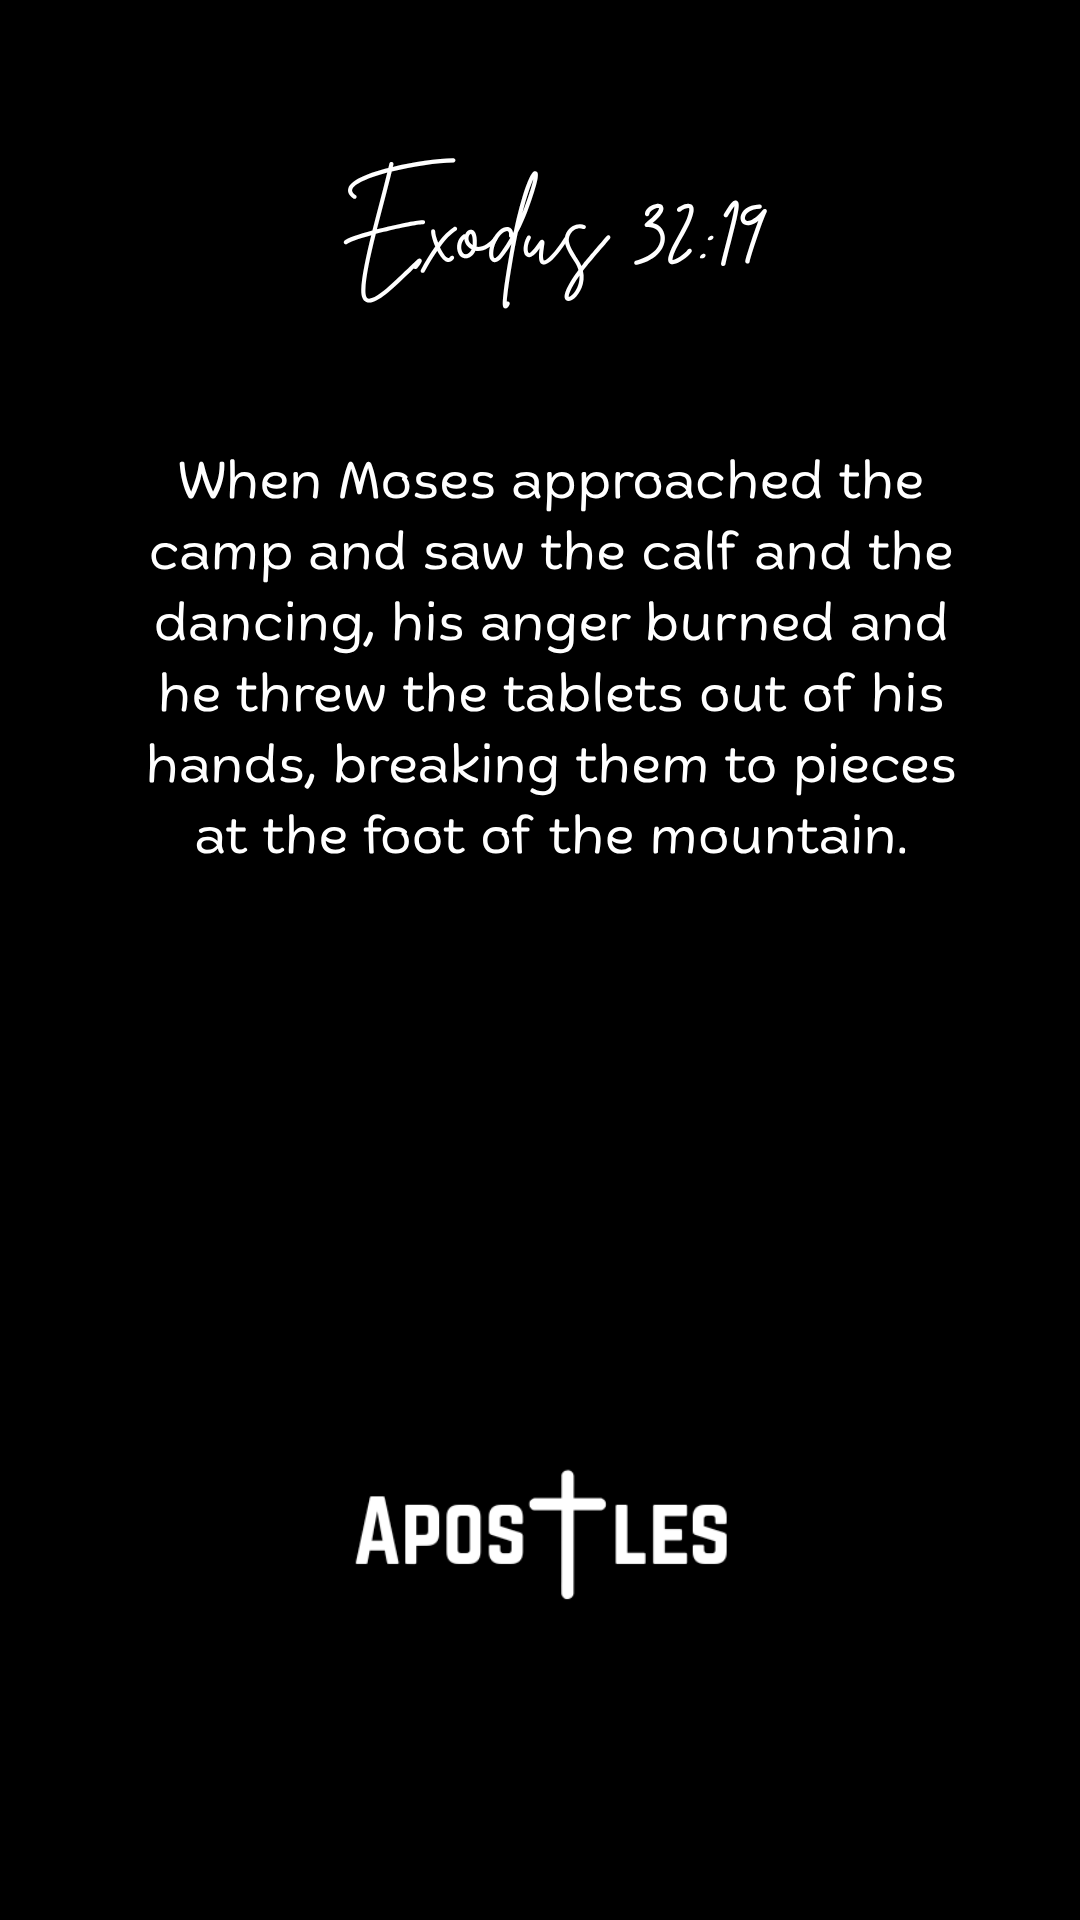 Exodus 32:19
When Moses approached the
camp and saw the calf and the
dancing, his anger burned and
he threw the tablets out of his
hands, breaking them to pieces
at the foot of the mountain.
APOSTLES